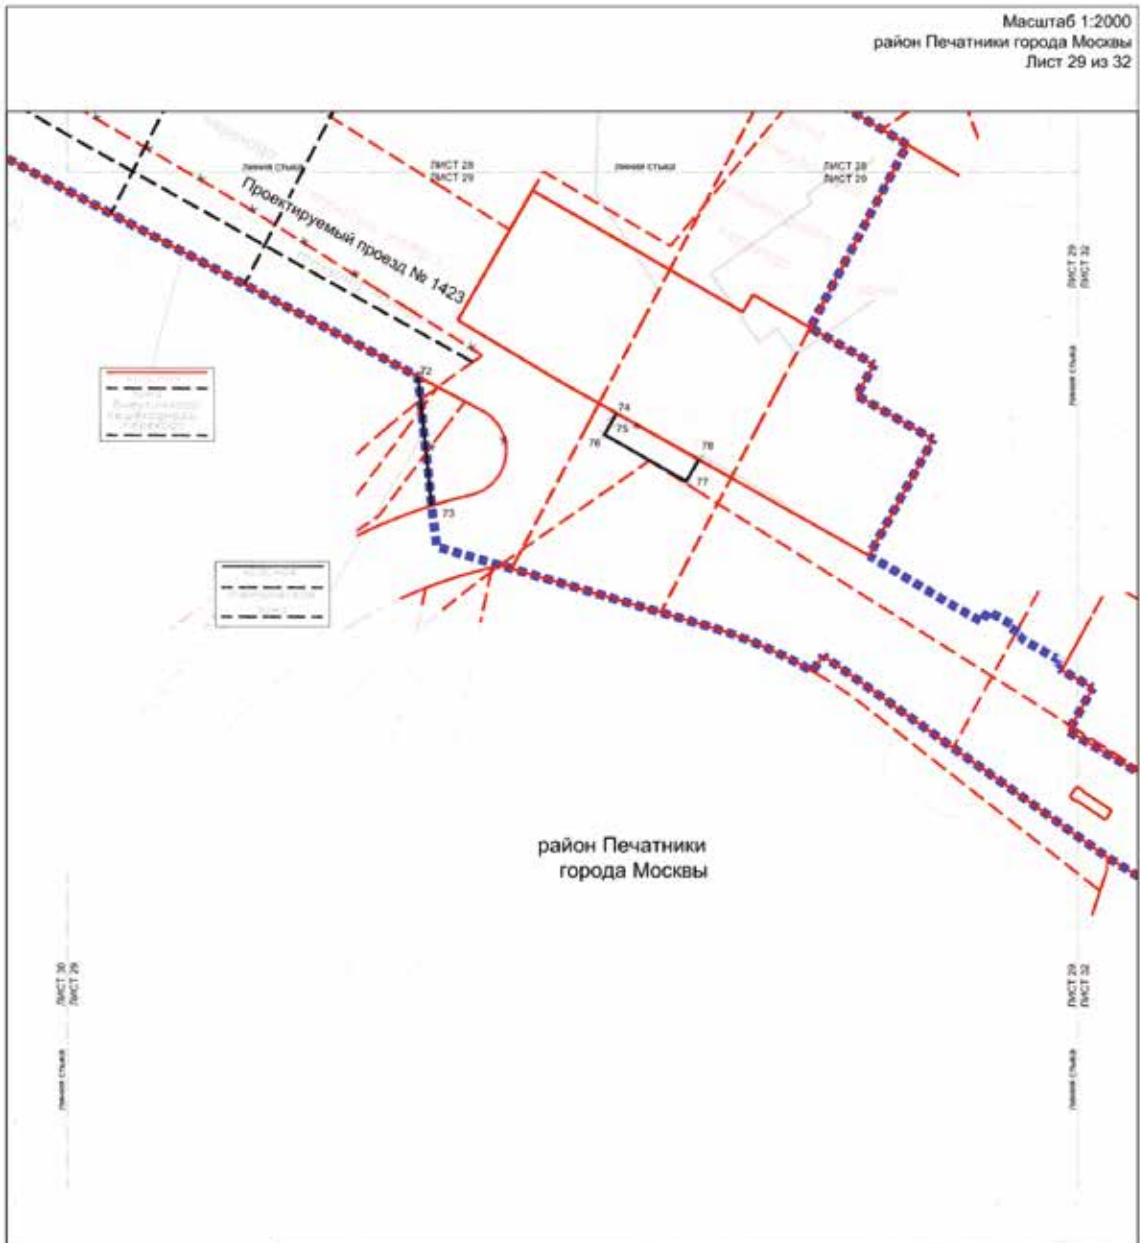 Масштаб 1:2000
район Печатники города Москвы
Лист 29 из 32
линия стыка
ЛИСТ 28
ЛИСТ 29
линия стыка
ЛИСТ 28
ЛИСТ 29
Проектируемый проезд № 1423
ЛИСТ 29
ЛИСТ 32
линия стыка
72
74
75
76
78
77
73
район Печатники
города Москвы
ЛИСТ 30
ЛИСТ 29
линия стыка
ЛИСТ 29
ЛИСТ 32
линия стыка